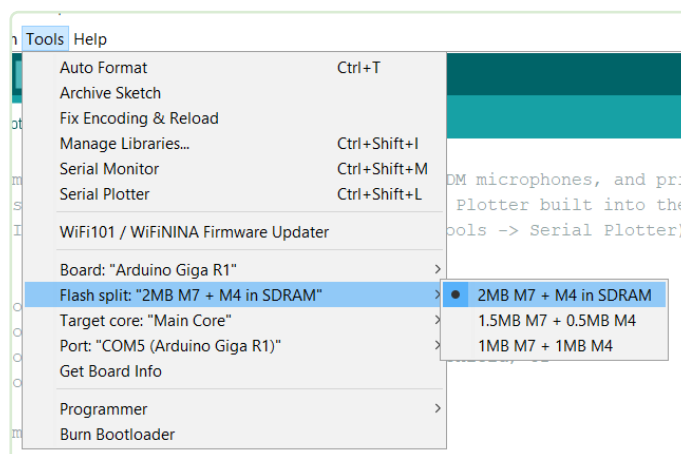 Tools Help
Auto Format Ctrl+T
Archive Sketch
Fix Encoding & Reload
Manage Libraries... Ctrl+Shift+I
Serial Monitor Ctrl+Shift+M
DM microphones, and pri
Serial Plotter Ctrl+Shift+L
Plotter built into the
WiFi101 / WiFiNINA Firmware Updater
ools -> Serial Plotter)
Board: "Arduino Giga R1"
Flash split: "2MB M7 + M4 in SDRAM"
2MB M7 + M4 in SDRAM
Target core: "Main Core"
1.5MB M7 + 0.5MB M4
Port: "COM5 (Arduino Giga R1)"
1MB M7 + 1MB M4
Get Board Info
Programmer
Burn Bootloader